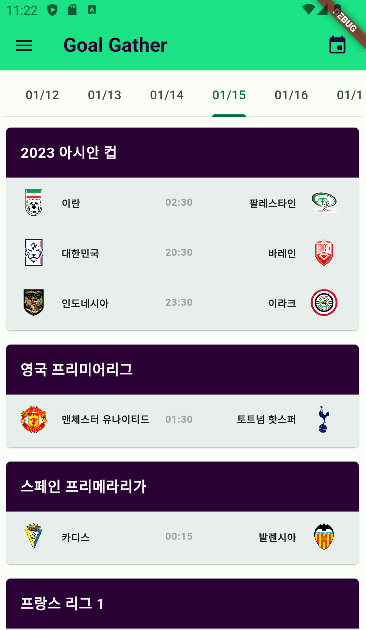 11:22
DEBUG
Goal Gather
01/12 01/13 01/14 01/15 01/16 01/1
2023 아시안 컵
이란 02:30 팔레스타인
대한민국 20:30 바레인
인도네시아 23:30 이라크
영국 프리미어리그
맨체스터 유나이티드 01:30 토트넘 핫스퍼
스페인 프리메라리가
카디스 00:15 발렌시아
프랑스 리그 1